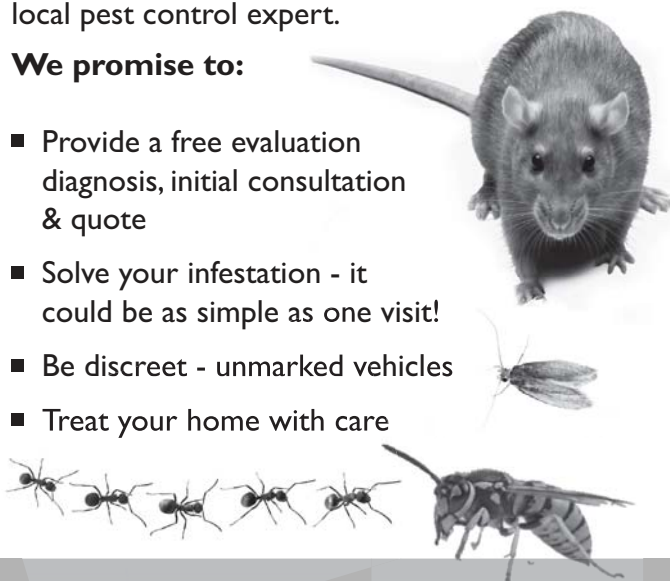 local pest control expert.
We promise to:
■ Provide a free evaluation
diagnosis, initial consultation
& quote
■ Solve your infestation - it
could be as simple as one visit!
■ Be discreet - unmarked vehicles
■ Treat your home with care